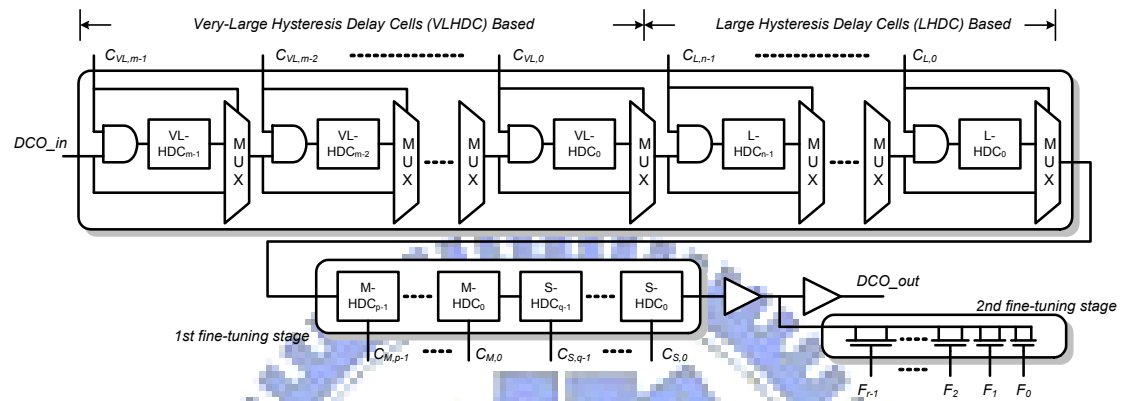 Very-Large Hysteresis Delay Cells (VLHDC) Based
Large Hysteresis Delay Cells (LHDC) Based
C_{VL,m-1}
C_{VL,m-2}
C_{VL,0}
C_{L,n-1}
C_{L,0}
DCO_in
VL-
HDC_{m-1}
MUX
VL-
HDC_{m-2}
MUX
MUX
VL-
HDC_0
MUX
L-
HDC_{n-1}
MUX
MUX
L-
HDC_0
MUX
M-
HDC_{p-1}
M-
HDC_0
S-
HDC_{q-1}
S-
HDC_0
DCO_out
2nd fine-tuning stage
1st fine-tuning stage
C_{M,p-1}
C_{M,0}
C_{S,q-1}
C_{S,0}
F_{r-1}
F_2
F_1
F_0